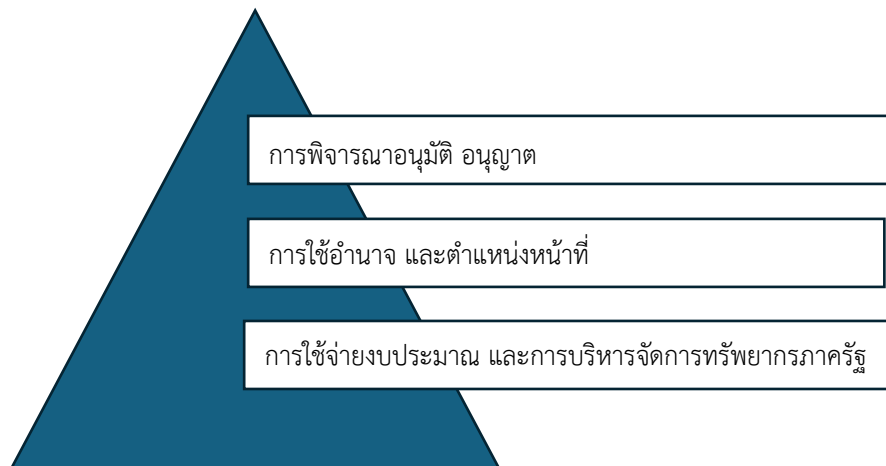 การพิจารณาอนุมัติ อนุญาต
การใช้อำนาจ และตำแหน่งหน้าที่
การใช้จ่ายงบประมาณ และการบริหารจัดการทรัพยากรภาครัฐ